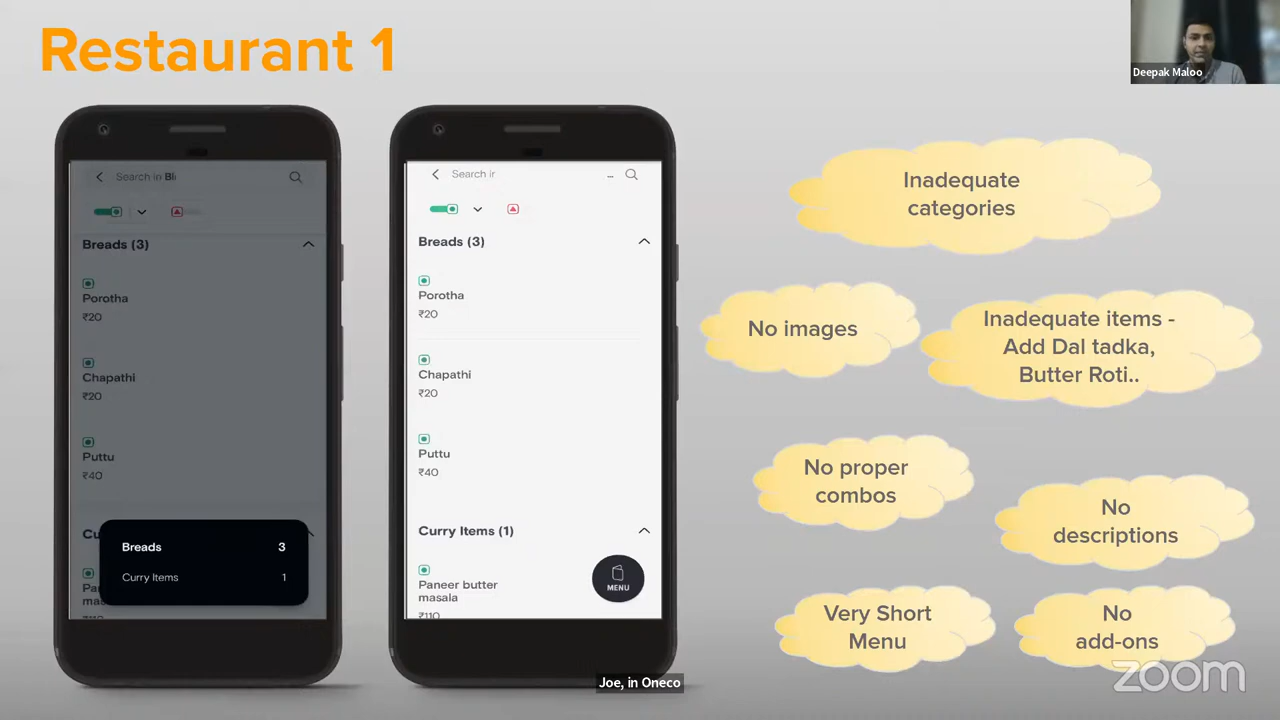 Restaurant 1
Deepak Maloo
Search in Bl
Breads (3)
Porotha
₹20
Chapathi
₹20
Puttu
₹40
Breads 3
Curry Items 1
Search ir ...
Breads (3)
Porotha
₹20
Chapathi
₹20
Puttu
₹40
Curry Items (1)
Paneer butter
masala
₹110
MENU
Inadequate
categories
No images
Inadequate items -
Add Dal tadka,
Butter Roti..
No proper
combos
No
descriptions
Very Short
Menu
No
add-ons
Joe, in Oneco
zoom